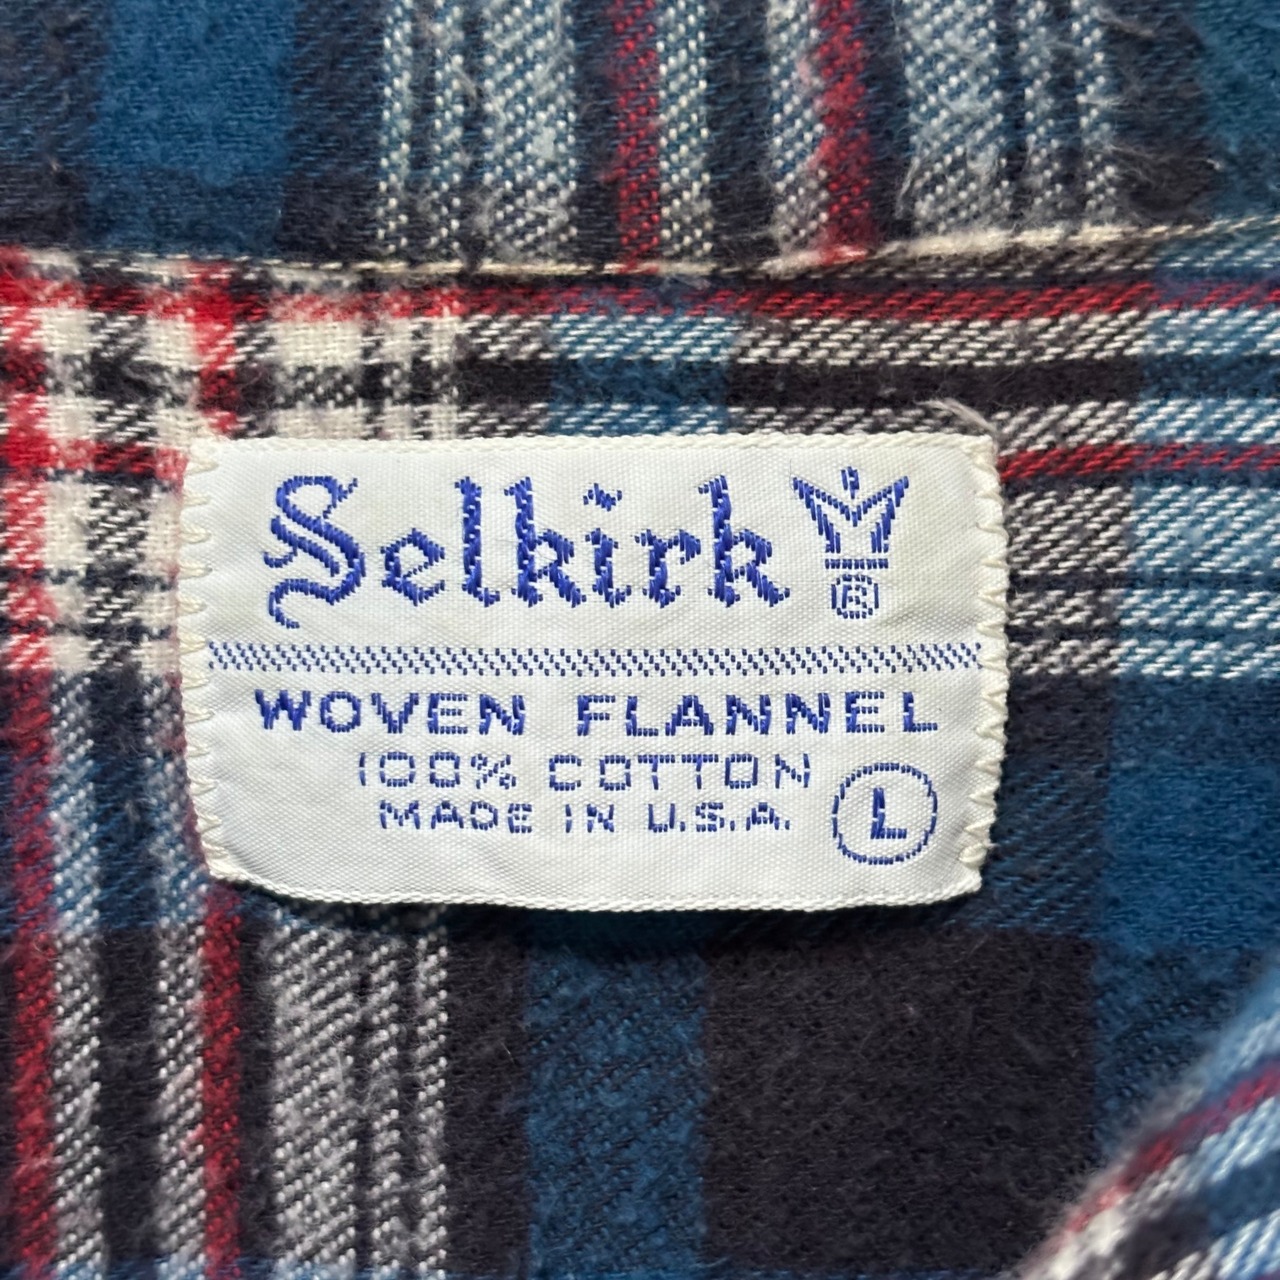 Selkirk ®
WOVEN FLANNEL
100% COTTON
MADE IN U.S.A. L